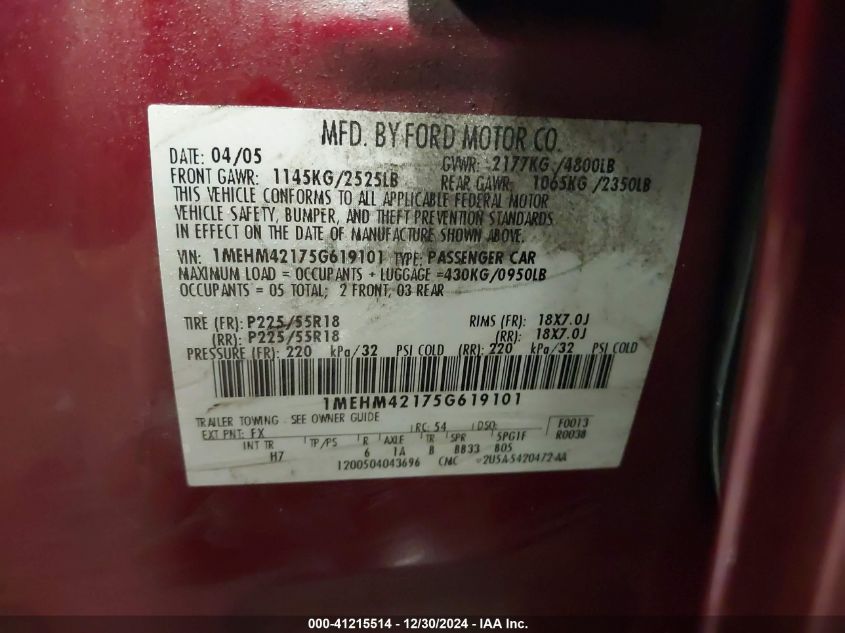 MFD. BY FORD MOTOR CO.
DATE: 04/05 GVWR: 2177KG /4800LB
FRONT GAWR: 1145KG/2525LB REAR GAWR: 1065KG /2350LB
THIS VEHICLE CONFORMS TO ALL APPLICABLE FEDERAL MOTOR
VEHICLE SAFETY, BUMPER, AND THEFT PREVENTION STANDARDS
IN EFFECT ON THE DATE OF MANUFACTURE SHOWN ABOVE.
VIN: 1MEHM42175G619101 TYPE: PASSENGER CAR
MAXIMUM LOAD = OCCUPANTS + LUGGAGE =430KG/0950LB
OCCUPANTS = 05 TOTAL; 2 FRONT, 03 REAR
TIRE (FR): P225/55R18 RIMS (FR): 18X7.0J
(RR): P225/55R18 (RR): 18X7.0J
PRESSURE (FR): 220 kPa/32 PSI COLD (RR): 220 kPa/32 PSI COLD
1MEHM42175G619101
TRAILER TOWING - SEE OWNER GUIDE
EXT PNT: FX RC: 54 DSO: F0013
INT TR TP/PS R AXLE TR SPR 5PG1F R0038
H7 6 1A B BB33 B05
1200504043696 CMC 2U5A-5420472-AA
000-41215514 - 12/30/2024 - IAA Inc.